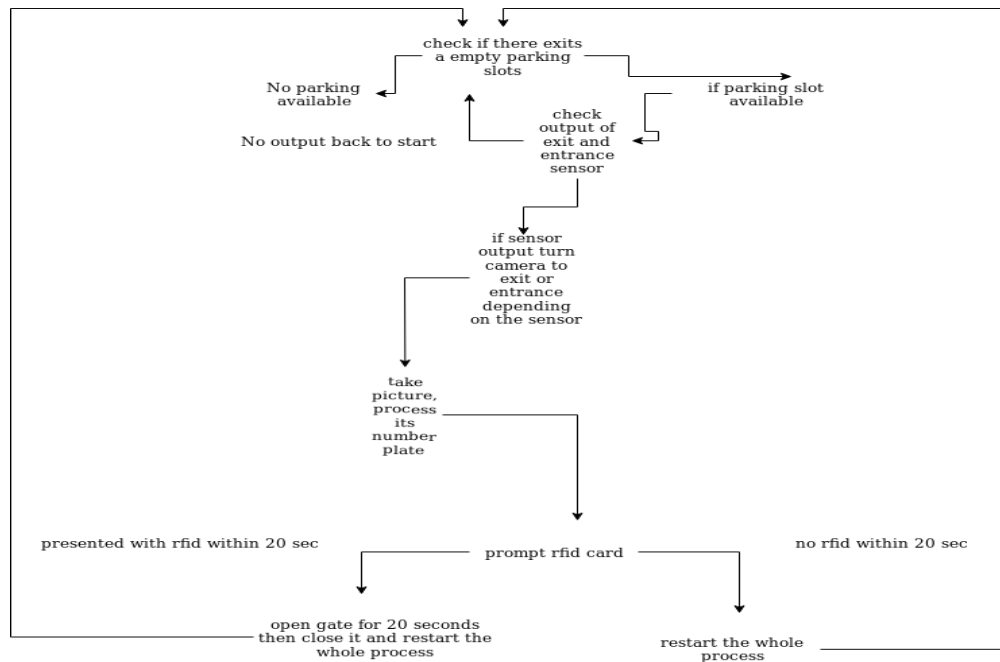 check if there exits
a empty parking
slots
No parking
available
if parking slot
available
check
output of
exit and
entrance
sensor
No output back to start
if sensor
output turn
camera to
exit or
entrance
depending
on the sensor
take
picture,
process
its
number
plate
presented with rfid within 20 sec
prompt rfid card
no rfid within 20 sec
open gate for 20 seconds
then close it and restart the
whole process
restart the whole
process